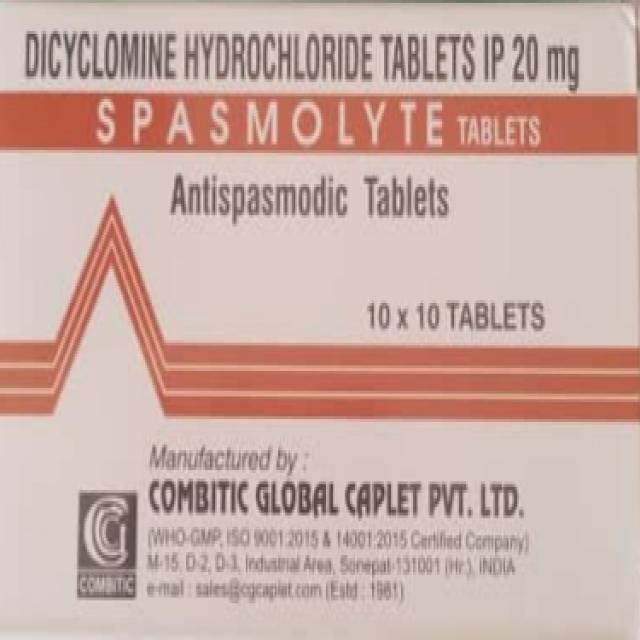 DICYCLOMINE HYDROCHLORIDE TABLETS IP 20 mg
SPASMOLYTE TABLETS
Antispasmodic Tablets
10 x 10 TABLETS
Manufactured by :
COMBITIC GLOBAL CAPLET PVT. LTD.
(WHO-GMP, ISO 9001:2015 & 14001:2015 Certified Company)
M-15, D-2, D-3, Industrial Area, Sonepat-131001 (Hr.), INDIA
e-mail : sales@cgcaplet.com (Estd : 1981)
COMBITIC